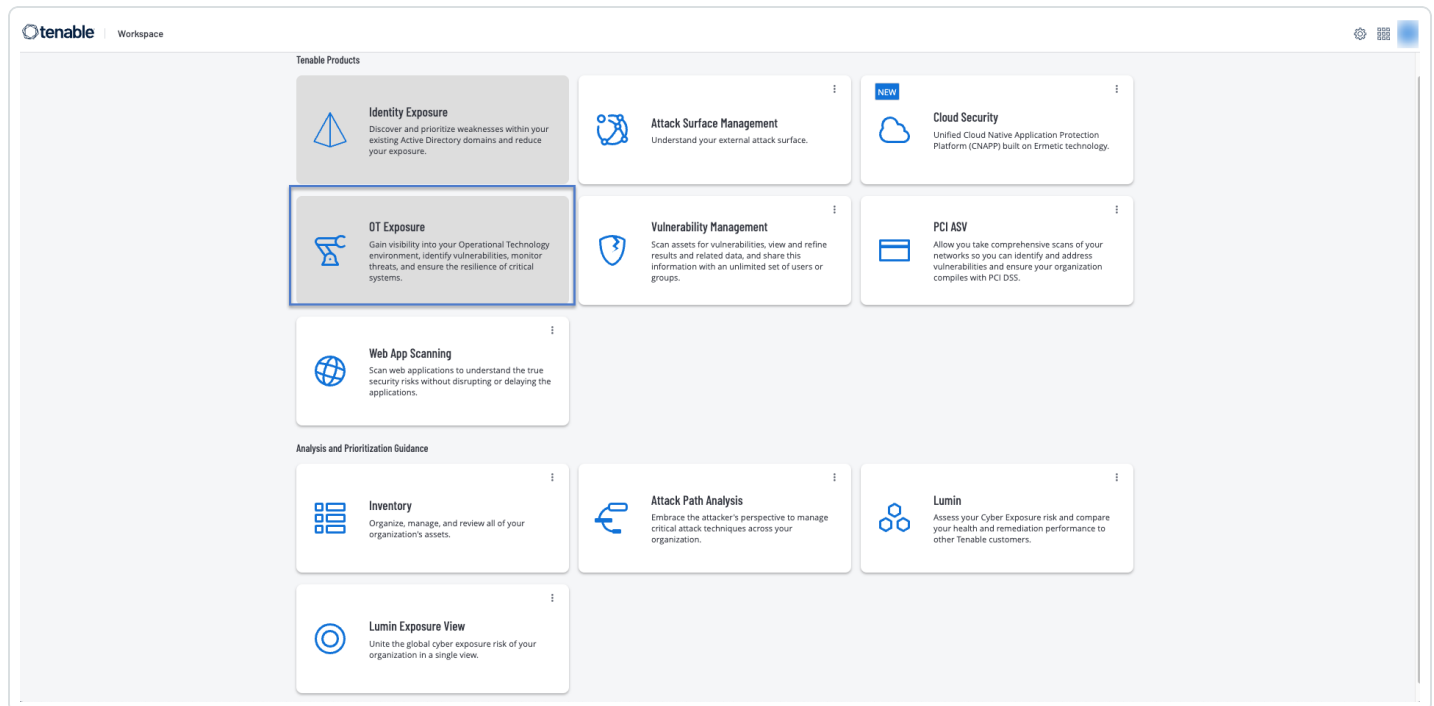 tenable
Workspace
Tenable Products
Identity Exposure
Discover and prioritize weaknesses within your
existing Active Directory domains and reduce
your exposure.
Attack Surface Management
Understand your external attack surface.
NEW
Cloud Security
Unified Cloud Native Application Protection
Platform (CNAPP) built on Ermetic technology.
OT Exposure
Gain visibility into your Operational Technology
environment, identify vulnerabilities, monitor
threats, and ensure the resilience of critical
systems.
Vulnerability Management
Scan assets for vulnerabilities, view and refine
results and related data, and share this
information with an unlimited set of users or
groups.
PCI ASV
Allow you take comprehensive scans of your
networks so you can identify and address
vulnerabilities and ensure your organization
compiles with PCI DSS.
Web App Scanning
Scan web applications to understand the true
security risks without disrupting or delaying the
applications.
Analysis and Prioritization Guidance
Inventory
Organize, manage, and review all of your
organization's assets.
Attack Path Analysis
Embrace the attacker's perspective to manage
critical attack techniques across your
organization.
Lumin
Assess your Cyber Exposure risk and compare
your health and remediation performance to
other Tenable customers.
Lumin Exposure View
Unite the global cyber exposure risk of your
organization in a single view.